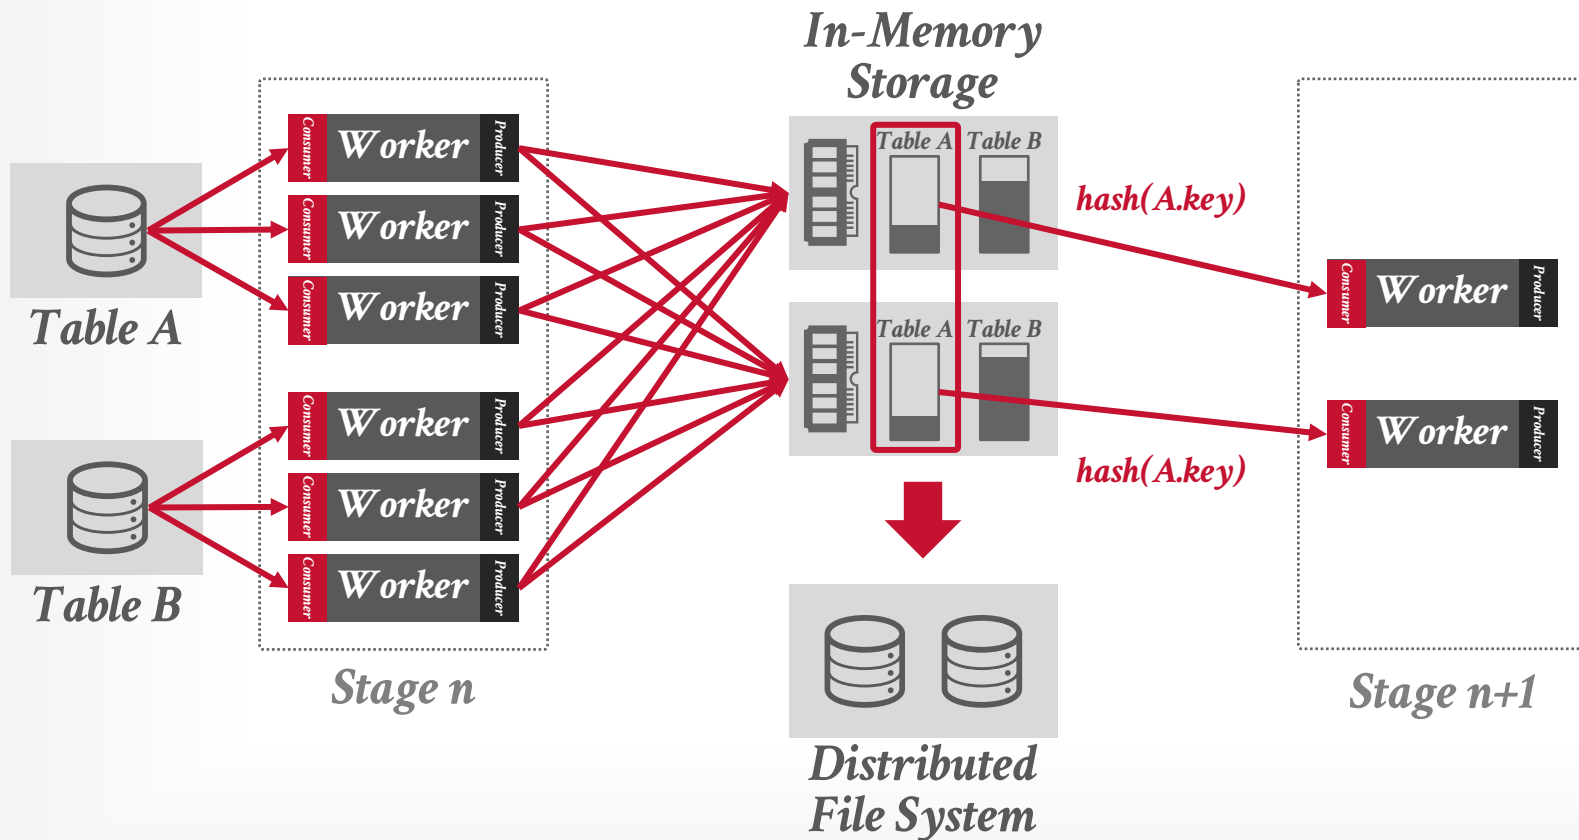 In-Memory
Storage
Consumer
Worker
Producer
Consumer
Worker
Producer
Consumer
Worker
Producer
Table A
Consumer
Worker
Producer
Consumer
Worker
Producer
Consumer
Worker
Producer
Table B
Stage n
Table A
Table B
hash(A.key)
Table A
Table B
hash(A.key)
Distributed
File System
Consumer
Worker
Producer
Consumer
Worker
Producer
Stage n+1